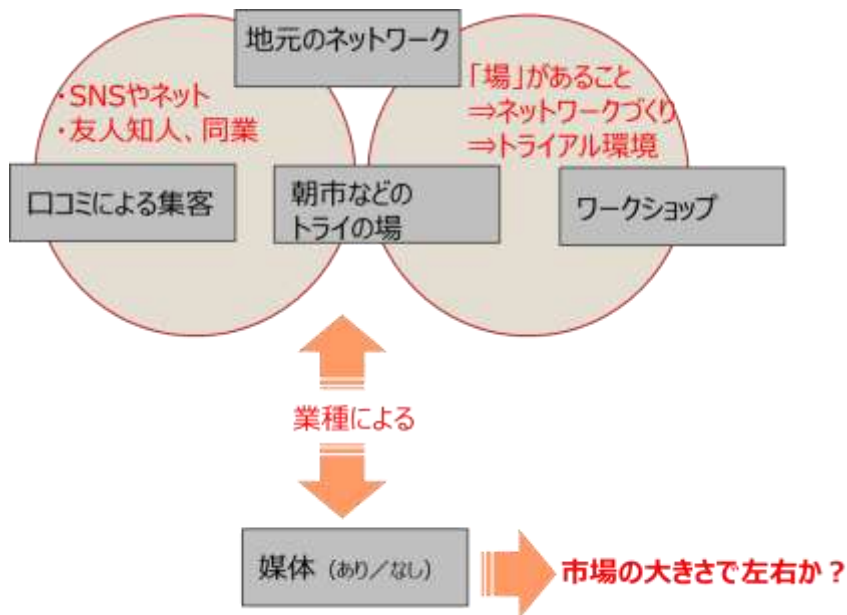 地元のネットワーク
・SNSやネット
・友人知人、同業
「場」があること
⇒ネットワークづくり
⇒トライアル環境
口コミによる集客
朝市などの
トライの場
ワークショップ
業種による
媒体（あり／なし）
市場の大きさで左右か？